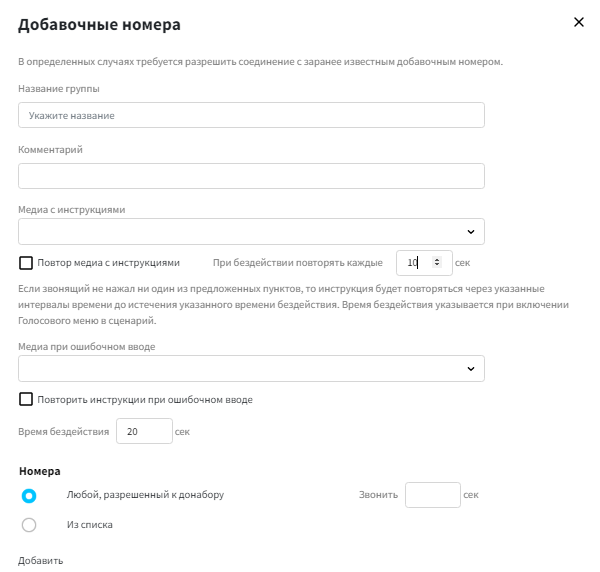 Добавочные номера
В определенных случаях требуется разрешить соединение с заранее известным добавочным номером.
Название группы
Укажите название
Комментарий
Медиа с инструкциями
Повтор медиа с инструкциями При бездействии повторять каждые 10 сек
Если звонящий не нажал ни один из предложенных пунктов, то инструкция будет повторяться через указанные
интервалы времени до истечения указанного времени бездействия. Время бездействия указывается при включении
Голосового меню в сценарий.
Медиа при ошибочном вводе
Повторить инструкции при ошибочном вводе
Время бездействия 20 сек
Номера
Любой, разрешенный к донабору Звонить сек
Из списка
Добавить